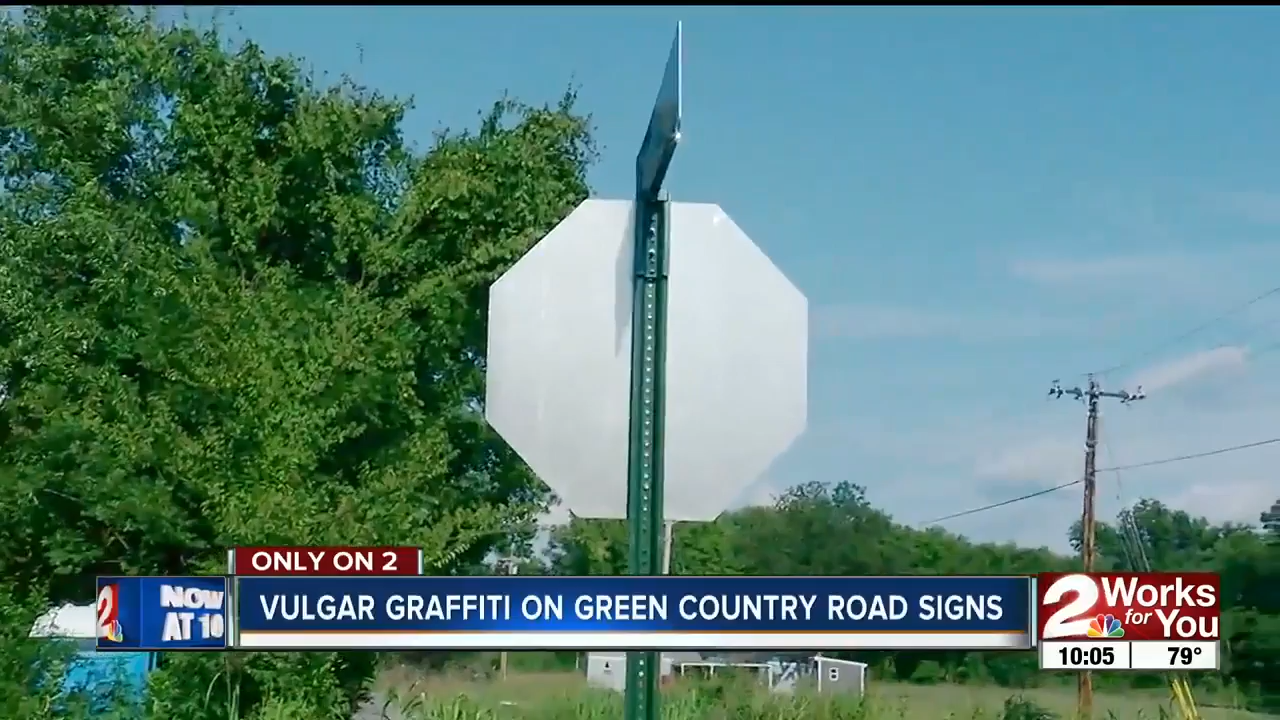 ONLY ON 2
2
NOW
AT 10
VULGAR GRAFFITI ON GREEN COUNTRY ROAD SIGNS
2 Works
for You
10:05 79°